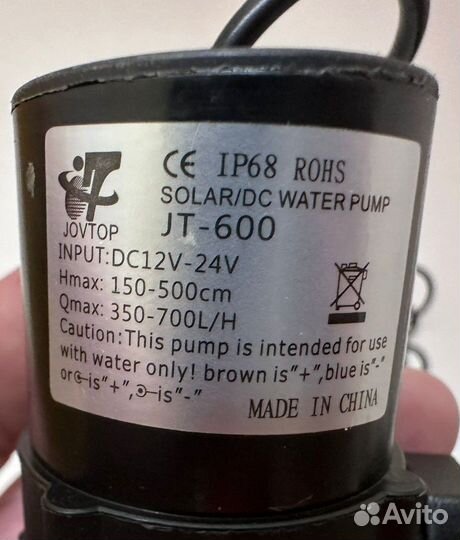 CE IP68 ROHS
SOLAR/DC WATER PUMP
JOVTOP
JT-600
INPUT:DC12V-24V
Hmax: 150-500cm
Qmax: 350-700L/H
Caution:This pump is intended for use
with water only! brown is"+",blue is"-"
or is"+", is"-"
MADE IN CHINA
Avito